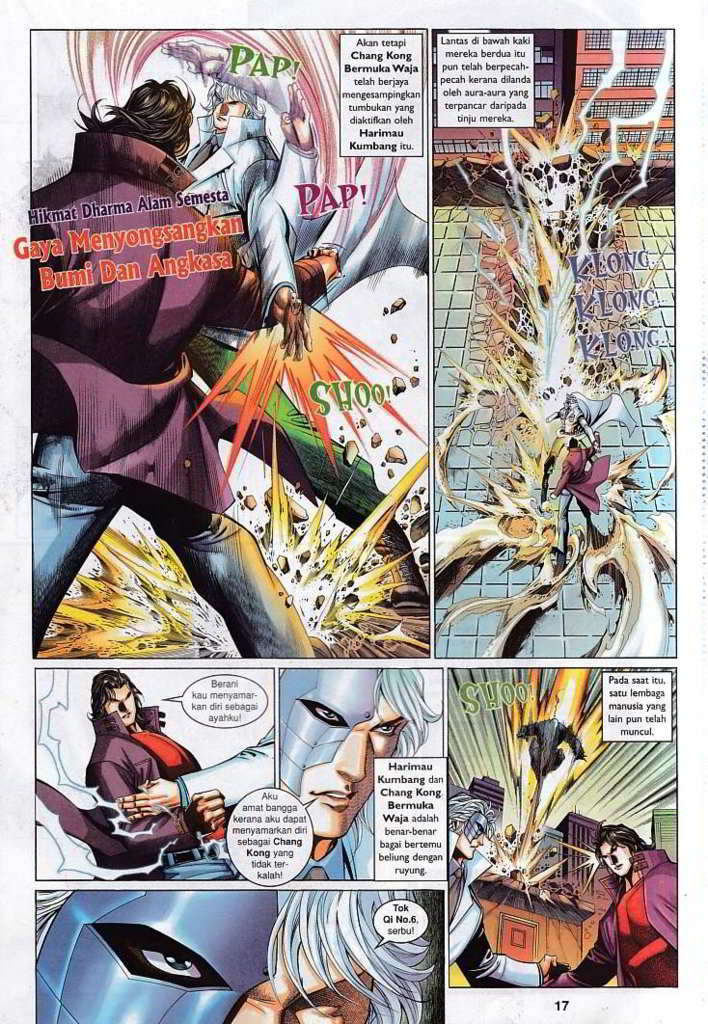 PAP!
Akan tetapi
Chang Kong
Bermuka Waja
telah berjaya
mengesampingkan
tumbukan yang
diaktifkan oleh
Harimau
Kumbang itu.
PAP!
Hikmat Dharma Alam Semesta
Gaya Menyongsangkan
Bumi Dan Angkasa
SHOO!
Lantas di bawah kaki
mereka berdua itu
pun telah berpecah-
pecah kerana dilanda
oleh aura-aura yang
terpancar daripada
tinju mereka.
KLONG...
KLONG...
KLONG...
Berani
kau menyamar-
kan diri sebagai
ayahku!
Aku
amat bangga
kerana aku dapat
menyamarkan diri
sebagai Chang
Kong yang
tidak ter-
kalah!
Harimau
Kumbang dan
Chang Kong
Bermuka
Waja adalah
benar-benar
bagai bertemu
beliung dengan
ruyung.
SHOO!
Pada saat itu,
satu lembaga
manusia yang
lain pun telah
muncul.
Tok
Qi No.6,
serbu!
17